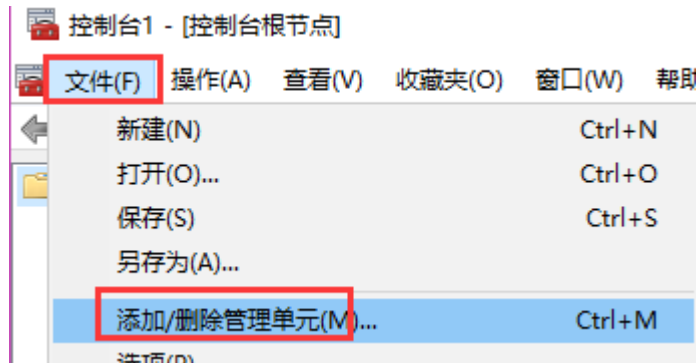 控制台1 - [控制台根节点]
文件(F) 操作(A) 查看(V) 收藏夹(O) 窗口(W) 帮助
新建(N) Ctrl+N
打开(O)... Ctrl+O
保存(S) Ctrl+S
另存为(A)...
添加/删除管理单元(M)... Ctrl+M
选项(P)